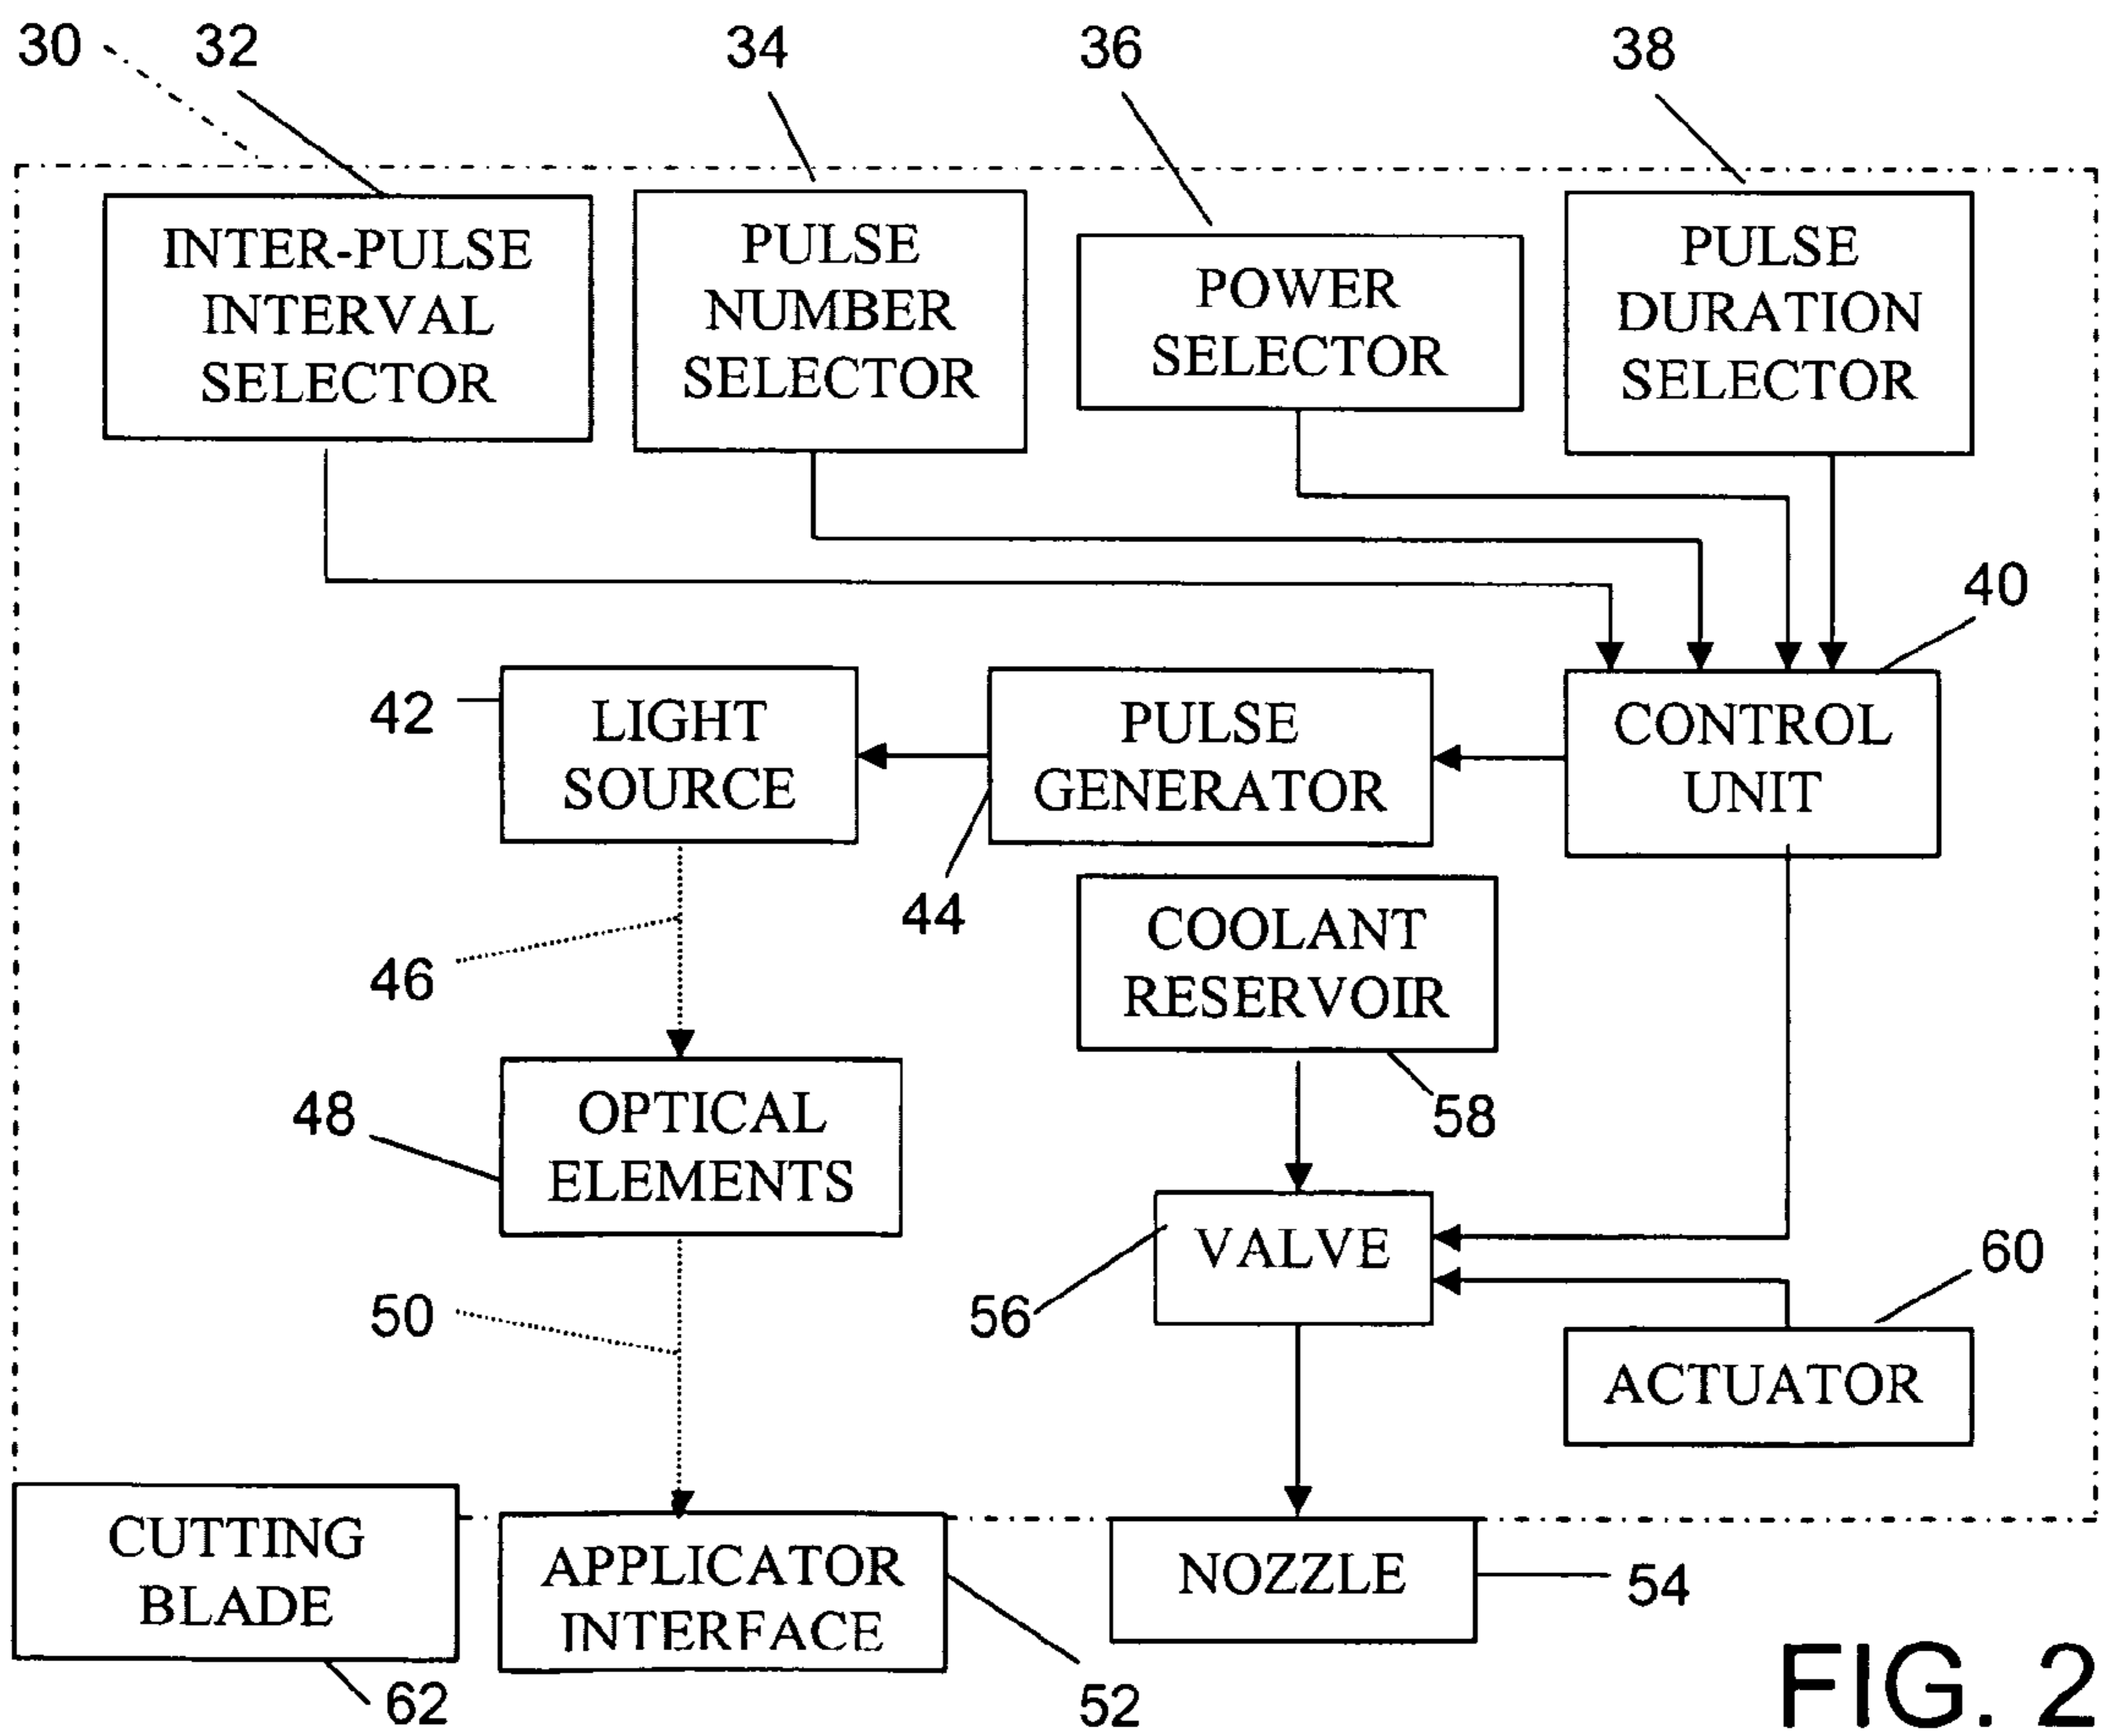 30
32
34
36
38
INTER-PULSE
INTERVAL
SELECTOR
PULSE
NUMBER
SELECTOR
POWER
SELECTOR
PULSE
DURATION
SELECTOR
40
42
LIGHT
SOURCE
PULSE
GENERATOR
CONTROL
UNIT
44
46
COOLANT
RESERVOIR
48
OPTICAL
ELEMENTS
58
VALVE
60
50
56
ACTUATOR
CUTTING
BLADE
APPLICATOR
INTERFACE
NOZZLE
54
62
52
FIG. 2